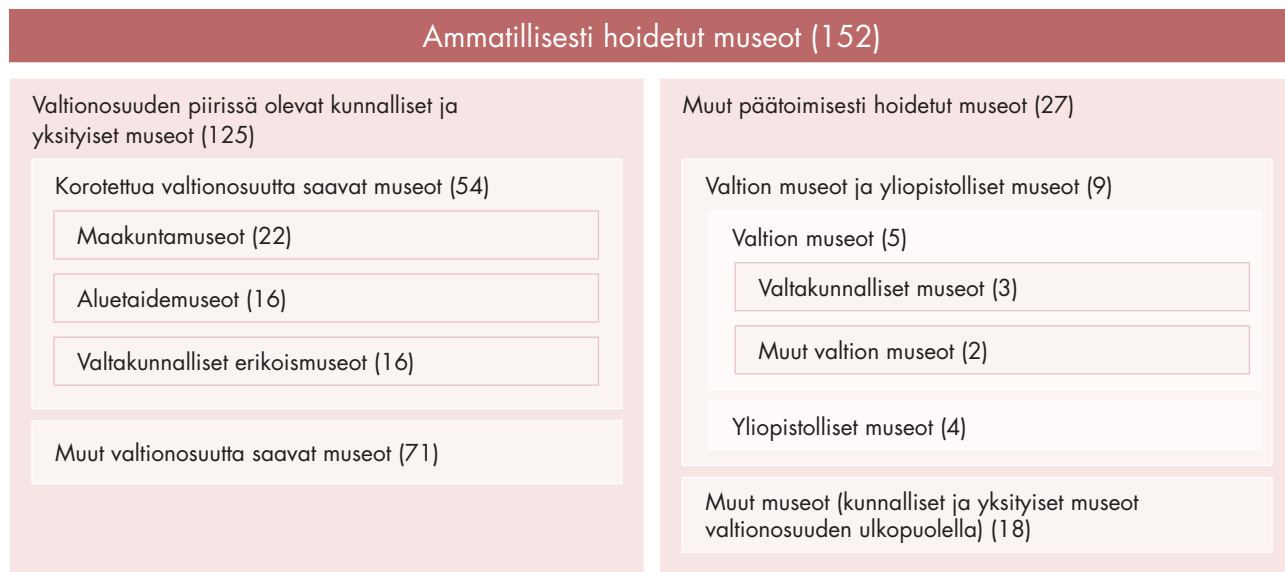 Ammatillisesti hoidetut museot (152)
Valtionosuuden piirissä olevat kunnalliset ja
yksityiset museot (125)
Korotettua valtionosuutta saavat museot (54)
Maakuntamuseot (22)
Aluetaidemuseot (16)
Valtakunnalliset erikoismuseot (16)
Muut valtionosuutta saavat museot (71)
Muut päätoimisesti hoidetut museot (27)
Valtion museot ja yliopistolliset museot (9)
Valtion museot (5)
Valtakunnalliset museot (3)
Muut valtion museot (2)
Yliopistolliset museot (4)
Muut museot (kunnalliset ja yksityiset museot
valtionosuuden ulkopuolella) (18)